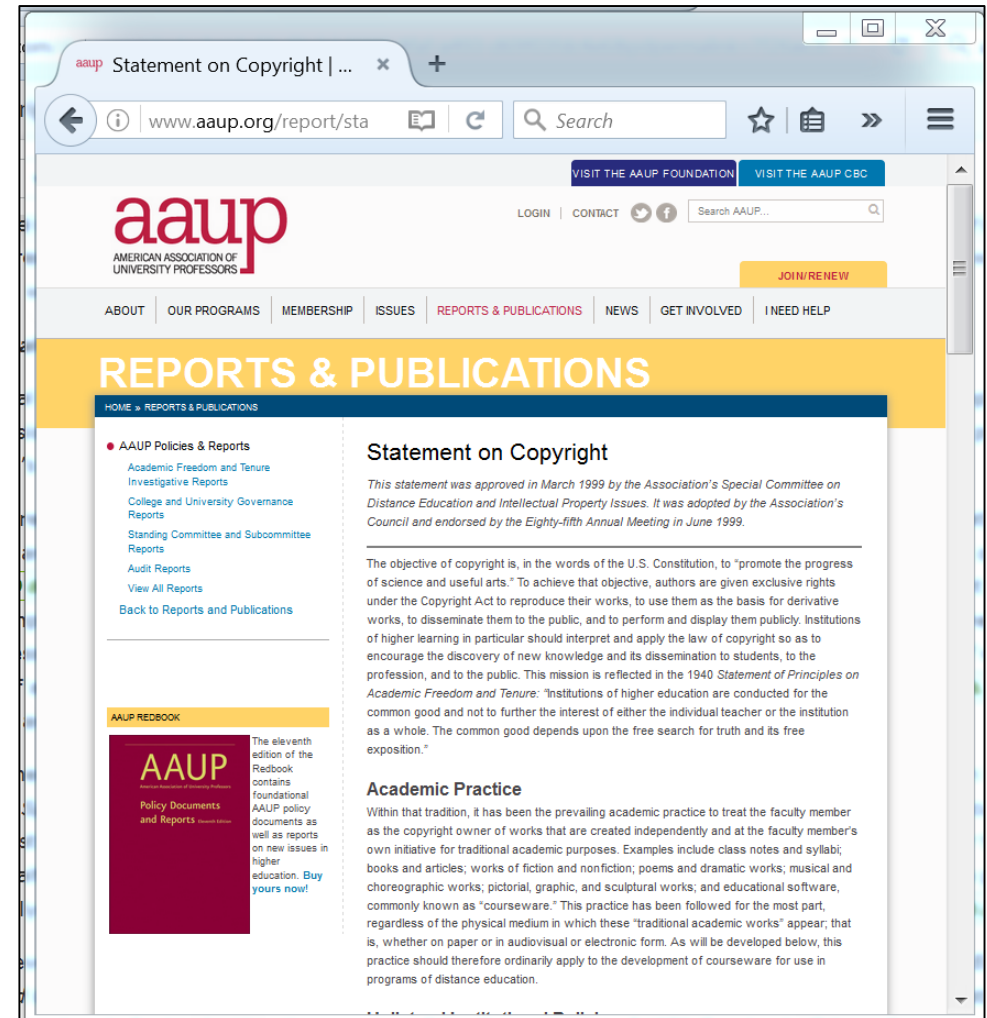 aaup Statement on Copyright | ...
www.aaup.org/report/sta
Search
VISIT THE AAUP FOUNDATION VISIT THE AAUP CBC
aaup
AMERICAN ASSOCIATION OF
UNIVERSITY PROFESSORS
LOGIN | CONTACT Search AAUP...
JOIN/RENEW
ABOUT OUR PROGRAMS MEMBERSHIP ISSUES REPORTS & PUBLICATIONS NEWS GET INVOLVED I NEED HELP
REPORTS & PUBLICATIONS
HOME » REPORTS & PUBLICATIONS
AAUP Policies & Reports
Academic Freedom and Tenure
Investigative Reports
College and University Governance
Reports
Standing Committee and Subcommittee
Reports
Audit Reports
View All Reports
Back to Reports and Publications
AAUP REDBOOK
AAUP
American Association of University Professors
Policy Documents
and Reports Eleventh Edition
The eleventh
edition of the
Redbook
contains
foundational
AAUP policy
documents as
well as reports
on new issues in
higher
education. Buy
yours now!
Statement on Copyright
This statement was approved in March 1999 by the Association's Special Committee on
Distance Education and Intellectual Property Issues. It was adopted by the Association's
Council and endorsed by the Eighty-fifth Annual Meeting in June 1999.
The objective of copyright is, in the words of the U.S. Constitution, to “promote the progress
of science and useful arts.” To achieve that objective, authors are given exclusive rights
under the Copyright Act to reproduce their works, to use them as the basis for derivative
works, to disseminate them to the public, and to perform and display them publicly. Institutions
of higher learning in particular should interpret and apply the law of copyright so as to
encourage the discovery of new knowledge and its dissemination to students, to the
profession, and to the public. This mission is reflected in the 1940 Statement of Principles on
Academic Freedom and Tenure: “Institutions of higher education are conducted for the
common good and not to further the interest of either the individual teacher or the institution
as a whole. The common good depends upon the free search for truth and its free
exposition.”
Academic Practice
Within that tradition, it has been the prevailing academic practice to treat the faculty member
as the copyright owner of works that are created independently and at the faculty member's
own initiative for traditional academic purposes. Examples include class notes and syllabi;
books and articles; works of fiction and nonfiction; poems and dramatic works; musical and
choreographic works; pictorial, graphic, and sculptural works; and educational software,
commonly known as “courseware.” This practice has been followed for the most part,
regardless of the physical medium in which these “traditional academic works” appear; that
is, whether on paper or in audiovisual or electronic form. As will be developed below, this
practice should therefore ordinarily apply to the development of courseware for use in
programs of distance education.